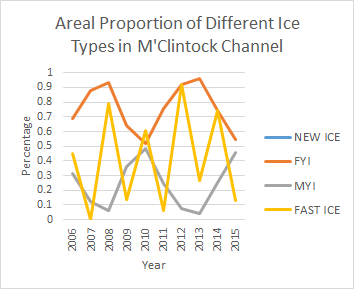 Areal Proportion of Different Ice
Types in M'Clintock Channel
Percentage
1
0.9
0.8
0.7
0.6
0.5
0.4
0.3
0.2
0.1
0
2006
2007
2008
2009
2010
2011
2012
2013
2014
2015
Year
NEW ICE
FYI
MYI
FAST ICE